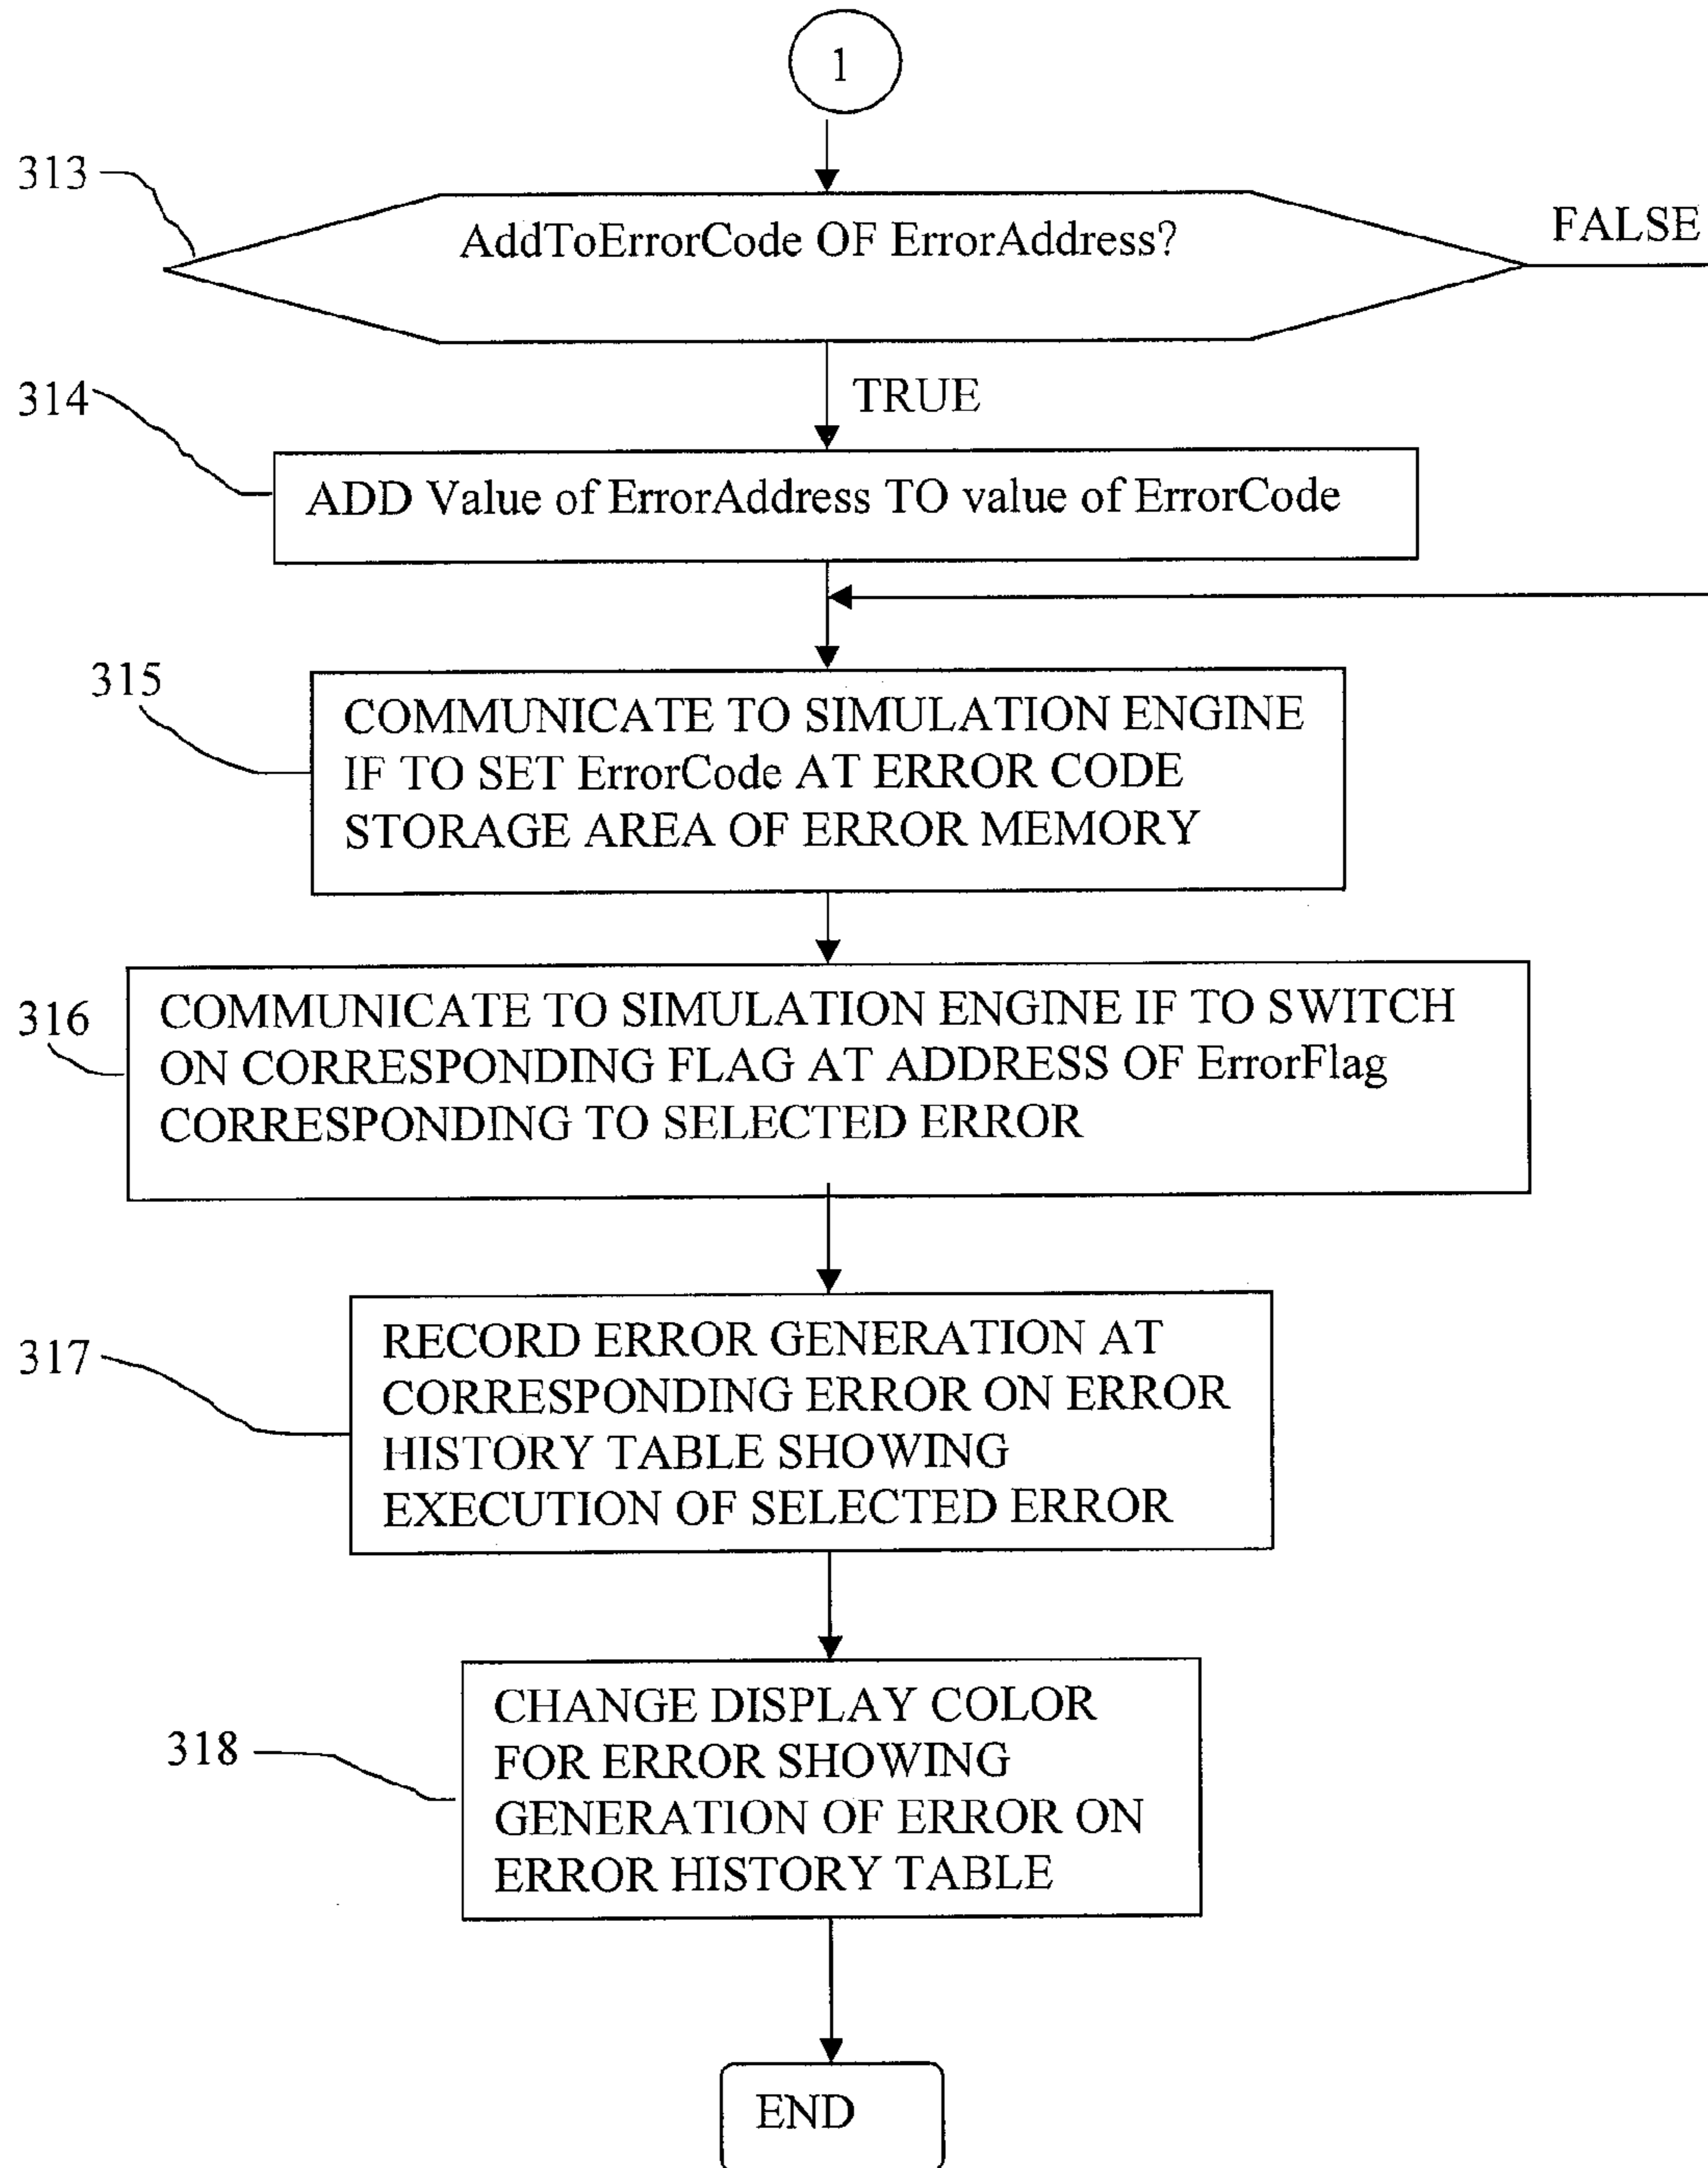 1
313
AddToErrorCode OF ErrorAddress?
FALSE
TRUE
314
ADD Value of ErrorAddress TO value of ErrorCode
315
COMMUNICATE TO SIMULATION ENGINE
IF TO SET ErrorCode AT ERROR CODE
STORAGE AREA OF ERROR MEMORY
316
COMMUNICATE TO SIMULATION ENGINE IF TO SWITCH
ON CORRESPONDING FLAG AT ADDRESS OF ErrorFlag
CORRESPONDING TO SELECTED ERROR
317
RECORD ERROR GENERATION AT
CORRESPONDING ERROR ON ERROR
HISTORY TABLE SHOWING
EXECUTION OF SELECTED ERROR
318
CHANGE DISPLAY COLOR
FOR ERROR SHOWING
GENERATION OF ERROR ON
ERROR HISTORY TABLE
END